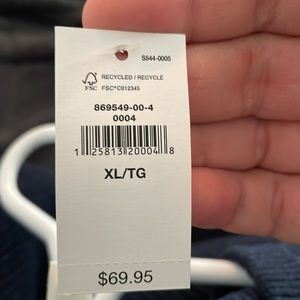 S544-0005
RECYCLED / RECYCLÉ
FSC
FSC® C012345
869549-00-4
0004
1 25813 20004 8
XL/TG
$69.95